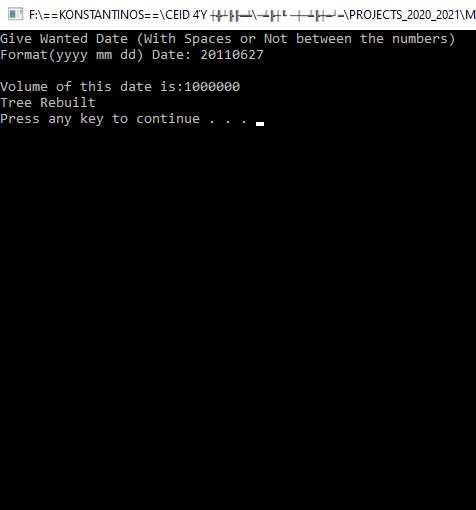 F:\==KONSTANTINOS==\CEID 4'Y \PROJECTS_2020_2021\M
Give Wanted Date (With Spaces or Not between the numbers)
Format(yyyy mm dd) Date: 20110627
Volume of this date is:1000000
Tree Rebuilt
Press any key to continue . . .